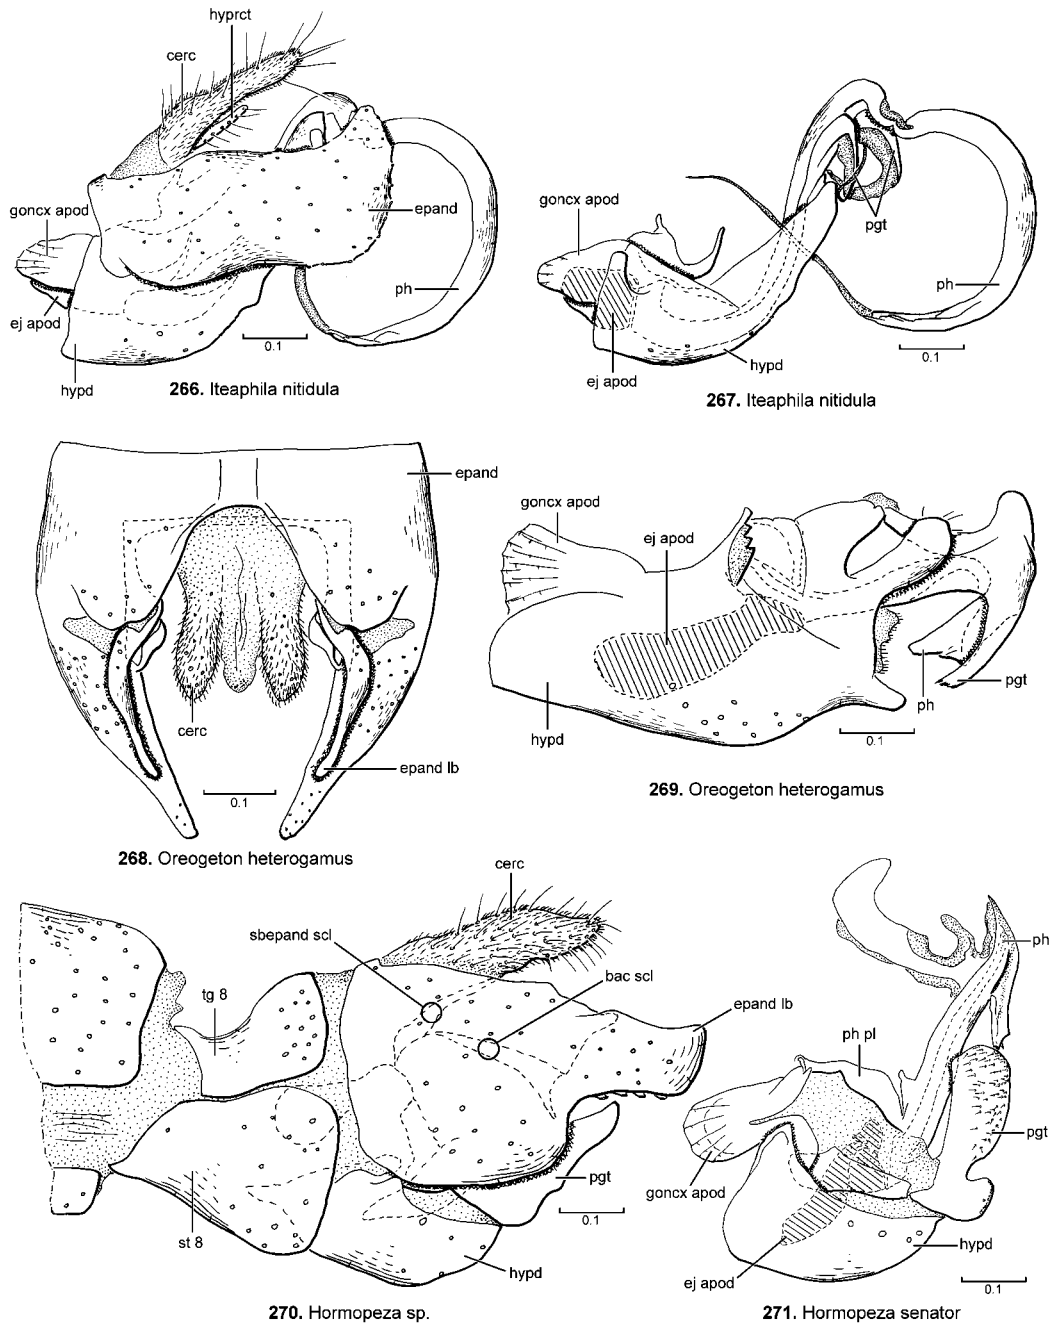 hyprct
cerc
goncx apod
epand
ph
ej apod
0.1
hypd
266. Iteaphila nitidula
goncx apod
pgt
ph
0.1
hypd
ej apod
267. Iteaphila nitidula
epand
cerc
epand lb
0.1
268. Oreogeton heterogamus
goncx apod
ej apod
pgt
ph
hypd
0.1
269. Oreogeton heterogamus
cerc
sbepand scl
bac scl
tg 8
epand lb
pgt
0.1
st 8
hypd
270. Hormopeza sp.
ph
ph pl
pgt
goncx apod
hypd
ej apod
0.1
271. Hormopeza senator